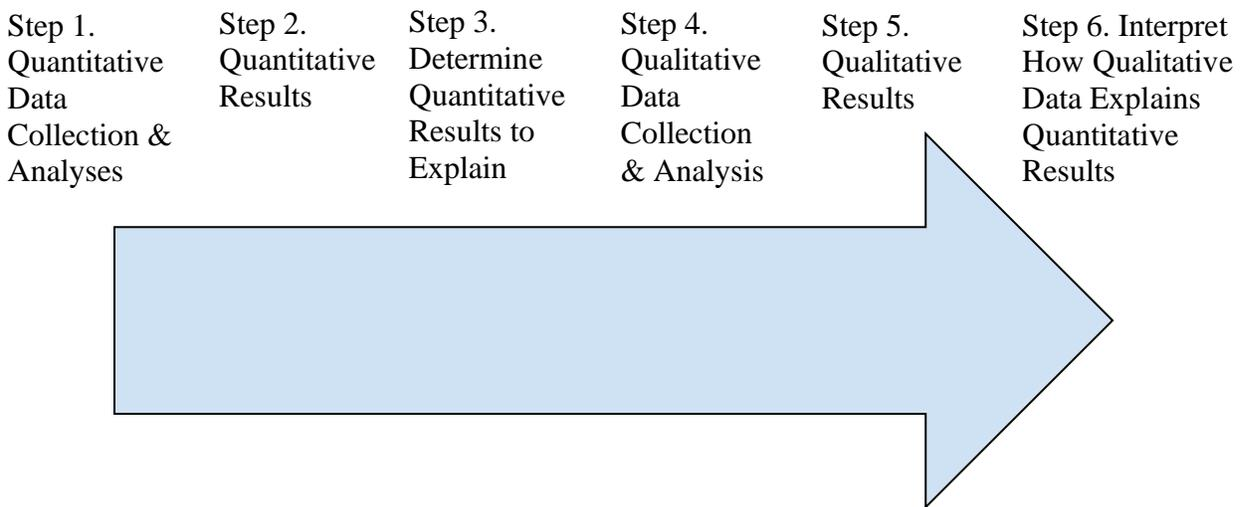 Step 1.
Quantitative
Data
Collection &
Analyses
Step 2.
Quantitative
Results
Step 3.
Determine
Quantitative
Results to
Explain
Step 4.
Qualitative
Data
Collection
& Analysis
Step 5.
Qualitative
Results
Step 6. Interpret
How Qualitative
Data Explains
Quantitative
Results